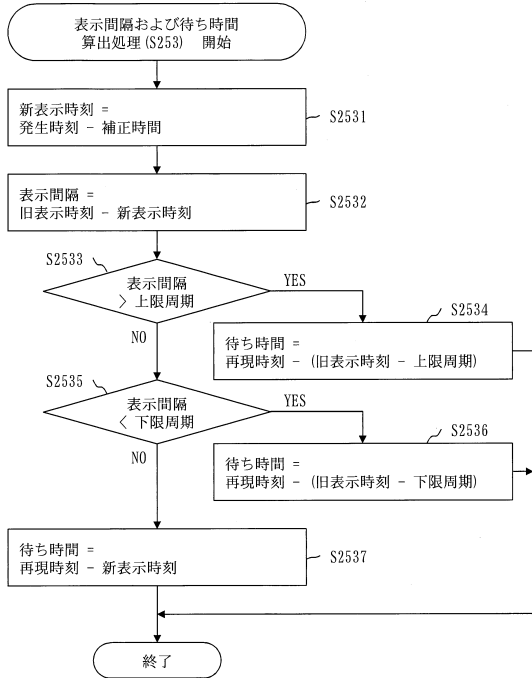 表示間隔および待ち時間
算出処理(S253) 開始
新表示時刻 =
発生時刻 - 補正時間
S2531
表示間隔 =
旧表示時刻 - 新表示時刻
S2532
S2533
表示間隔
> 上限周期
YES
NO
S2534
待ち時間 =
再現時刻 - (旧表示時刻 - 上限周期)
S2535
表示間隔
< 下限周期
YES
NO
S2536
待ち時間 =
再現時刻 - (旧表示時刻 - 下限周期)
待ち時間 =
再現時刻 - 新表示時刻
S2537
終了